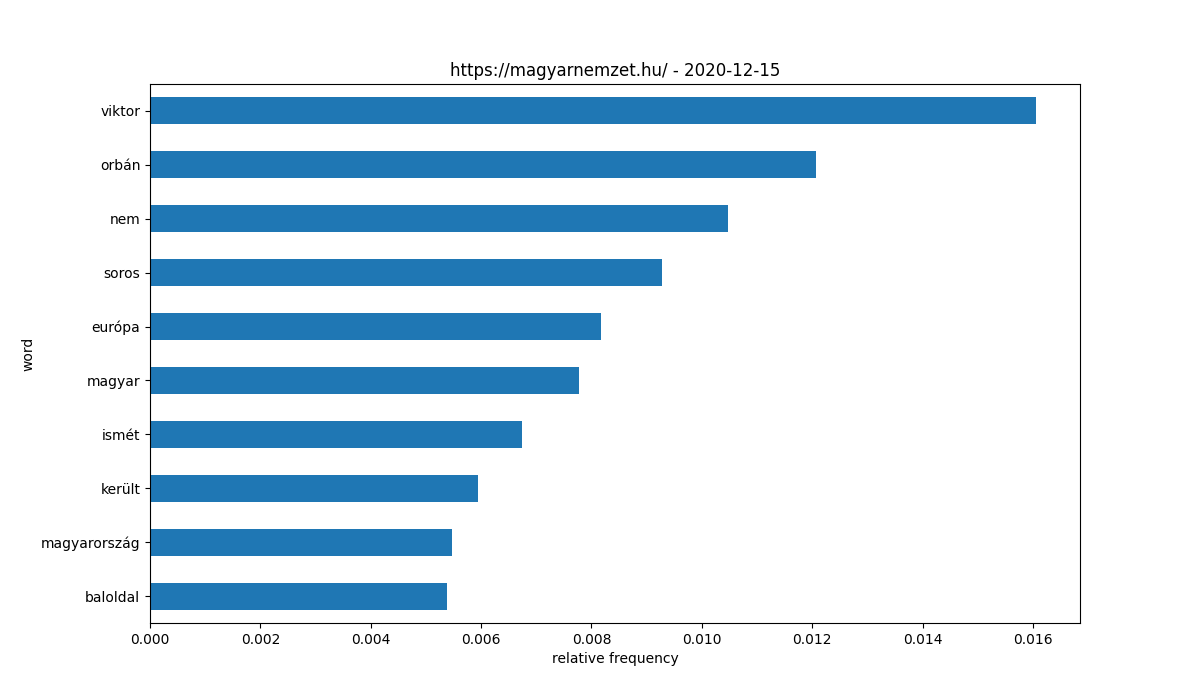 https://magyarnemzet.hu/ - 2020-12-15
viktor
orbán
nem
soros
európa
magyar
ismét
került
magyarország
baloldal
word
0.000 0.002 0.004 0.006 0.008 0.010 0.012 0.014 0.016
relative frequency